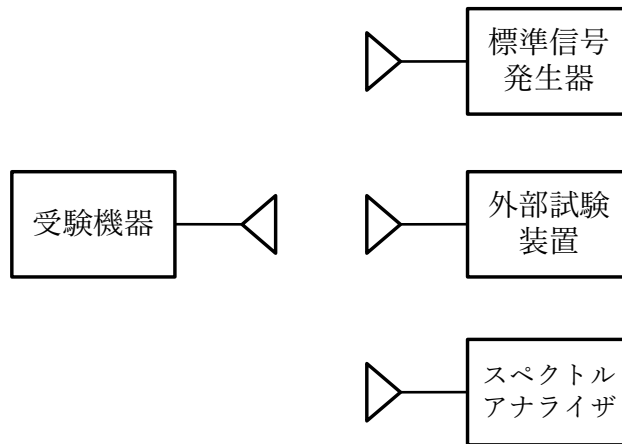 標準信号
発生器
受験機器
外部試験
装置
スペクトル
アナライザ